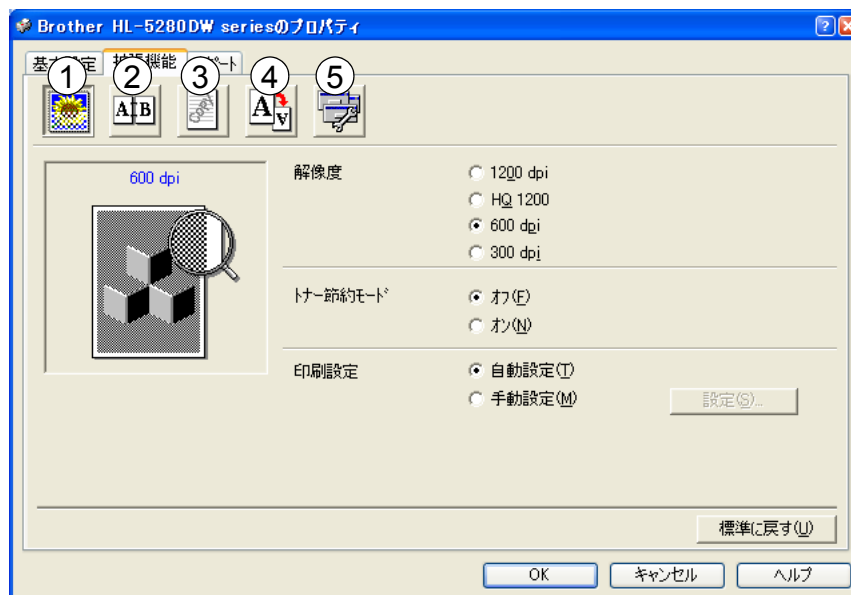 Brother HL-5280DW seriesのプロパティ
基本設定 拡張機能 サポート
① ② ③ ④ ⑤
A B COPY A A
600 dpi
解像度
1200 dpi
HQ 1200
600 dpi
300 dpi
トナー節約モード
オフ(F)
オン(N)
印刷設定
自動設定(T)
手動設定(M)
設定(S)...
標準に戻す(U)
OK キャンセル ヘルプ